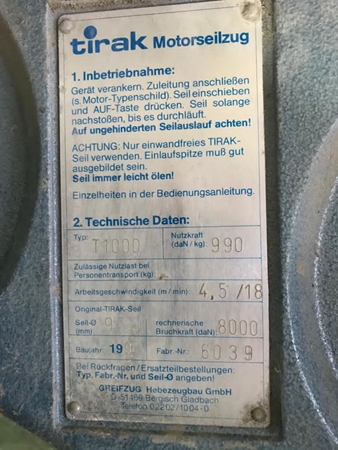 tirak Motorseilzug
1. Inbetriebnahme:
Gerät verankern. Zuleitung anschließen
(s. Motor-Typenschild). Seil einschieben
und AUF-Taste drücken. Seil solange
nachstoßen, bis es durchläuft.
Auf ungehinderten Seilauslauf achten!
ACHTUNG: Nur einwandfreies TIRAK-
Seil verwenden. Einlaufspitze muß gut
ausgebildet sein.
Seil immer leicht ölen!
Einzelheiten in der Bedienungsanleitung.
2. Technische Daten:
Typ: T1000 Nutzkraft (daN / kg) 990
Zulässige Nutzlast bei
Personentransport (kg)
Arbeitsgeschwindigkeit (m / min): 4,5/18
Original-TIRAK-Seil
Seil-Ø (mm) rechnerische Bruchkraft (daN) 8000
Baujahr: 19 Fabr.-Nr.: 6039
Bei Rückfragen / Ersatzteilbestellungen:
Typ, Fabr.-Nr. und Seil-Ø angeben!
GREIFZUG Hebezeugbau GmbH
Bergisch Gladbach
Telefon 02202/1004-0